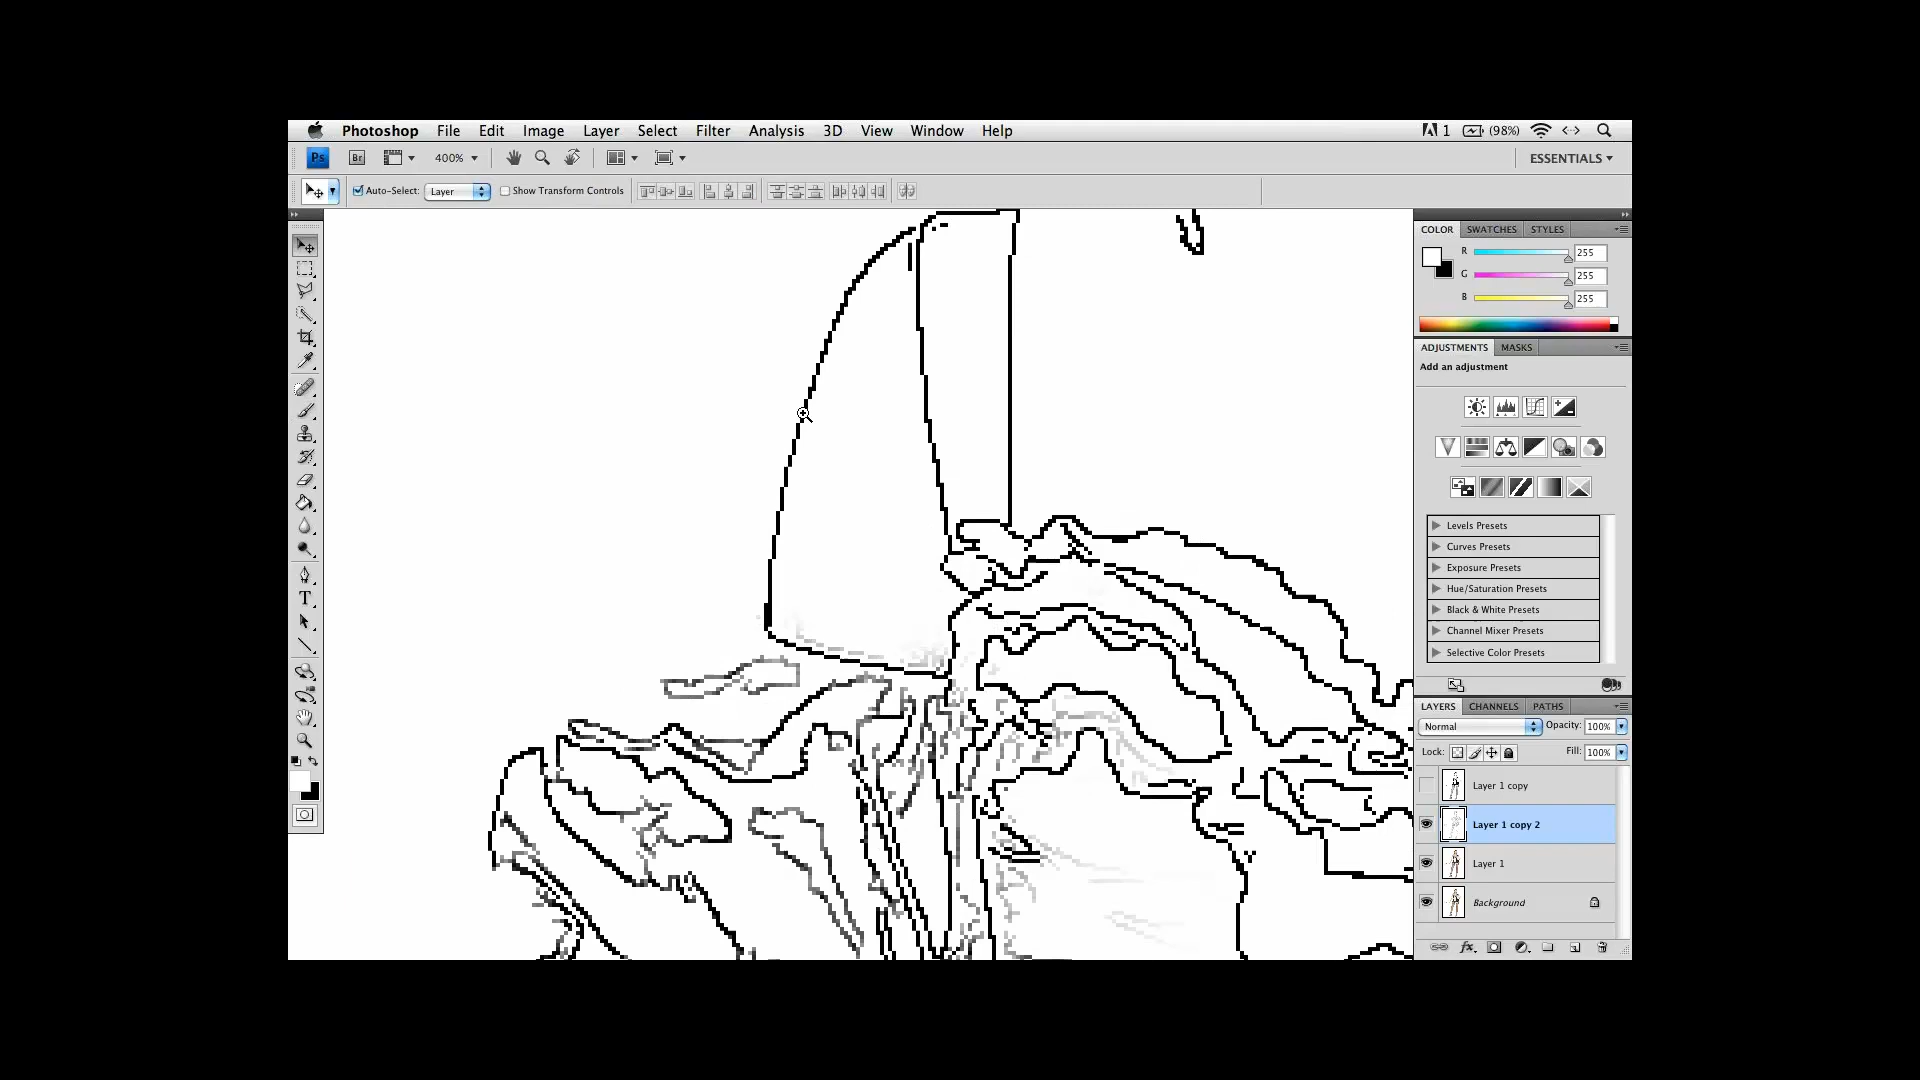 Photoshop File Edit Image Layer Select Filter Analysis 3D View Window Help 1 (98%)
Ps Br 400% ESSENTIALS
Auto-Select: Layer Show Transform Controls
COLOR SWATCHES STYLES
R 255
G 255
B 255
ADJUSTMENTS MASKS
Add an adjustment
Levels Presets
Curves Presets
Exposure Presets
Hue/Saturation Presets
Black & White Presets
Channel Mixer Presets
Selective Color Presets
LAYERS CHANNELS PATHS
Normal Opacity: 100%
Lock: Fill: 100%
Layer 1 copy
Layer 1 copy 2
Layer 1
Background